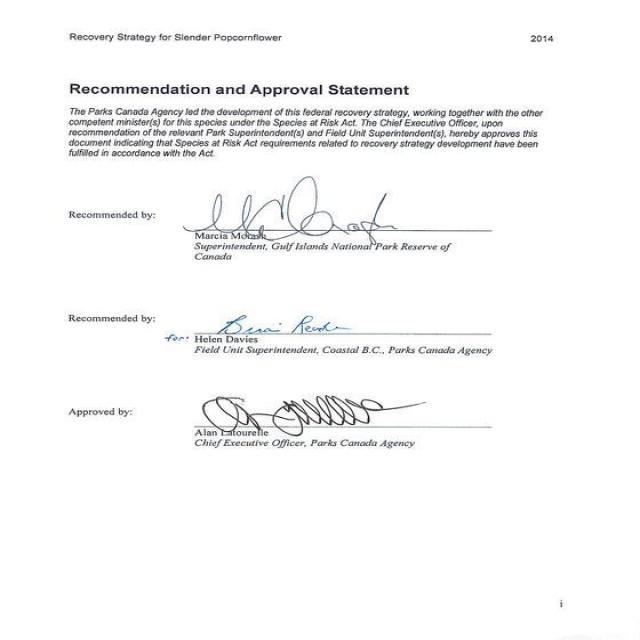 Recovery Strategy for Slender Popcornflower 2014
Recommendation and Approval Statement
The Parks Canada Agency led the development of this federal recovery strategy, working together with the other
competent minister(s) for this species under the Species at Risk Act. The Chief Executive Officer, upon
recommendation of the relevant Park Superintendent(s) and Field Unit Superintendent(s), hereby approves this
document indicating that Species at Risk Act requirements related to recovery strategy development have been
fulfilled in accordance with the Act.
Recommended by:
Marcia
Superintendent, Gulf Islands National Park Reserve of
Canada
Recommended by:
for: Helen Davies
Field Unit Superintendent, Coastal B.C., Parks Canada Agency
Approved by:
Alan Latourelle
Chief Executive Officer, Parks Canada Agency
i